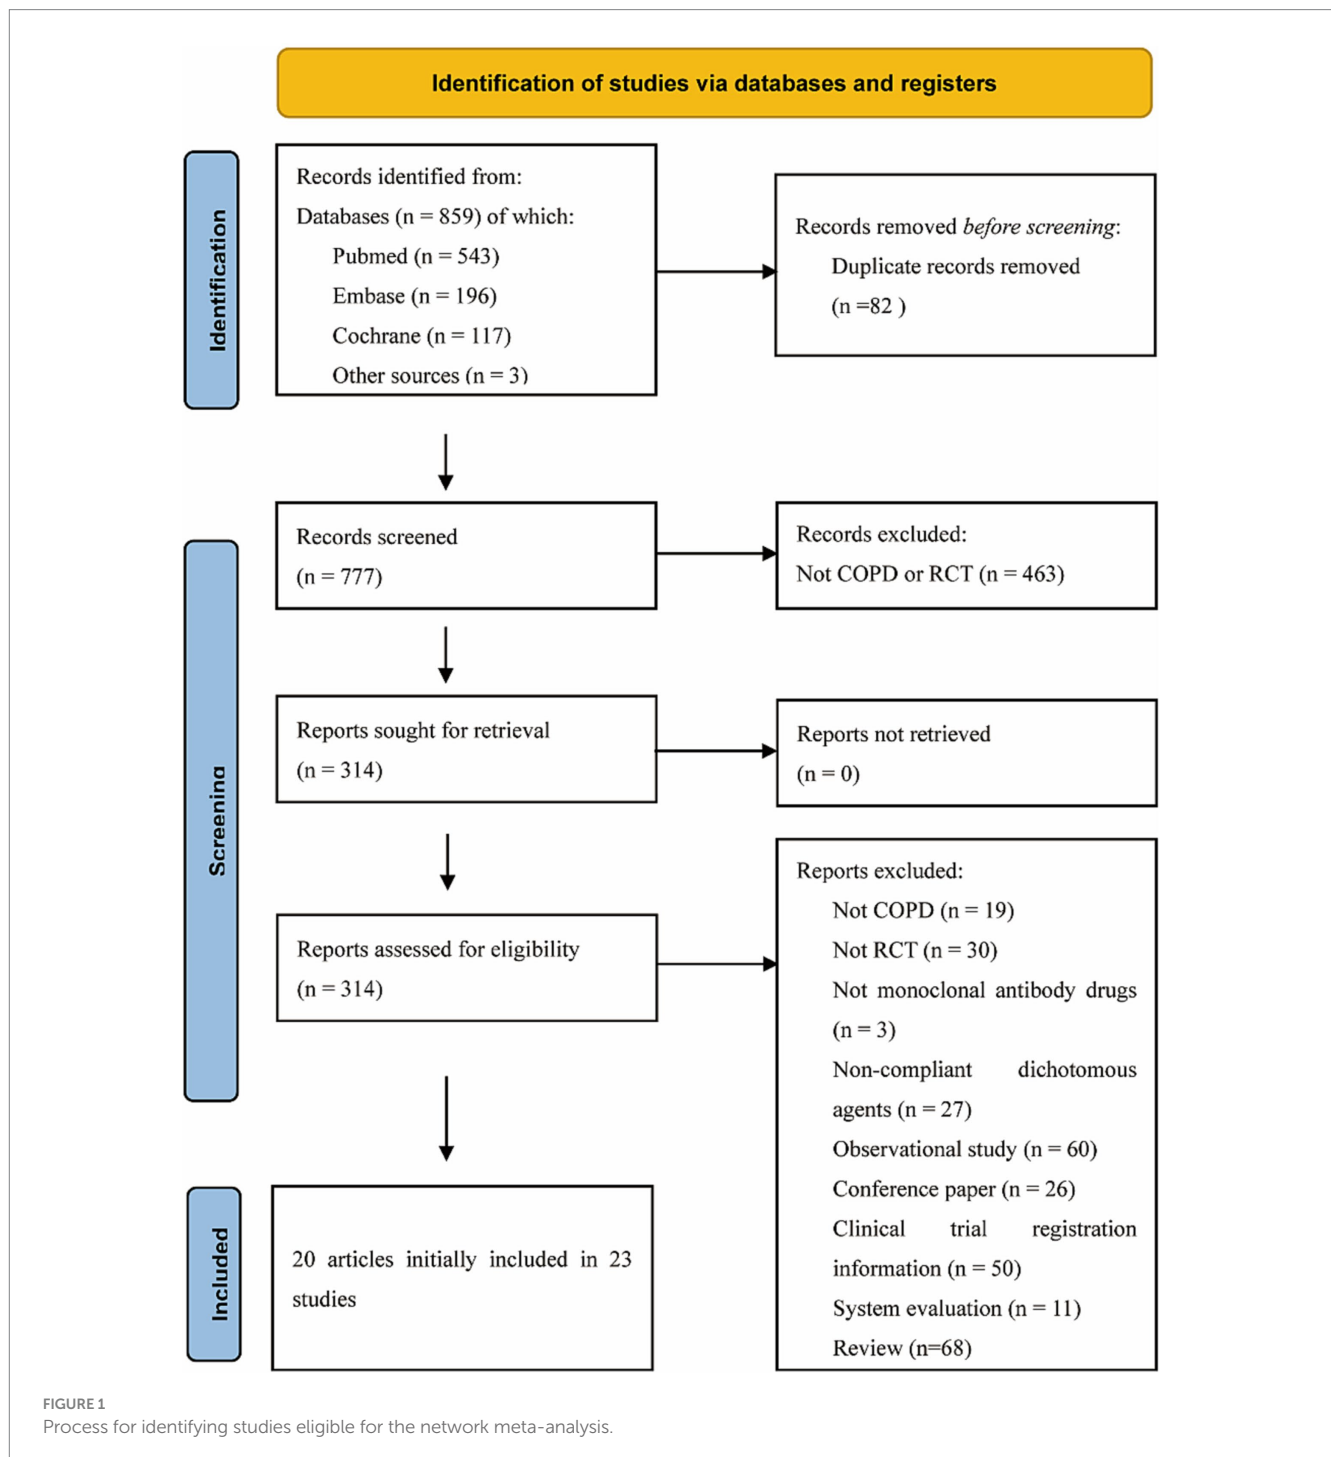 Identification of studies via databases and registers
Identification
Records identified from:
Databases (n = 859) of which:
Pubmed (n = 543)
Embase (n = 196)
Cochrane (n = 117)
Other sources (n = 3)
Records removed before screening:
Duplicate records removed
(n =82 )
Screening
Records screened
(n = 777)
Records excluded:
Not COPD or RCT (n = 463)
Reports sought for retrieval
(n = 314)
Reports not retrieved
(n = 0)
Reports assessed for eligibility
(n = 314)
Reports excluded:
Not COPD (n = 19)
Not RCT (n = 30)
Not monoclonal antibody drugs
(n = 3)
Non-compliant dichotomous
agents (n = 27)
Observational study (n = 60)
Conference paper (n = 26)
Clinical trial registration
information (n = 50)
System evaluation (n = 11)
Review (n=68)
Included
20 articles initially included in 23
studies
FIGURE 1
Process for identifying studies eligible for the network meta-analysis.